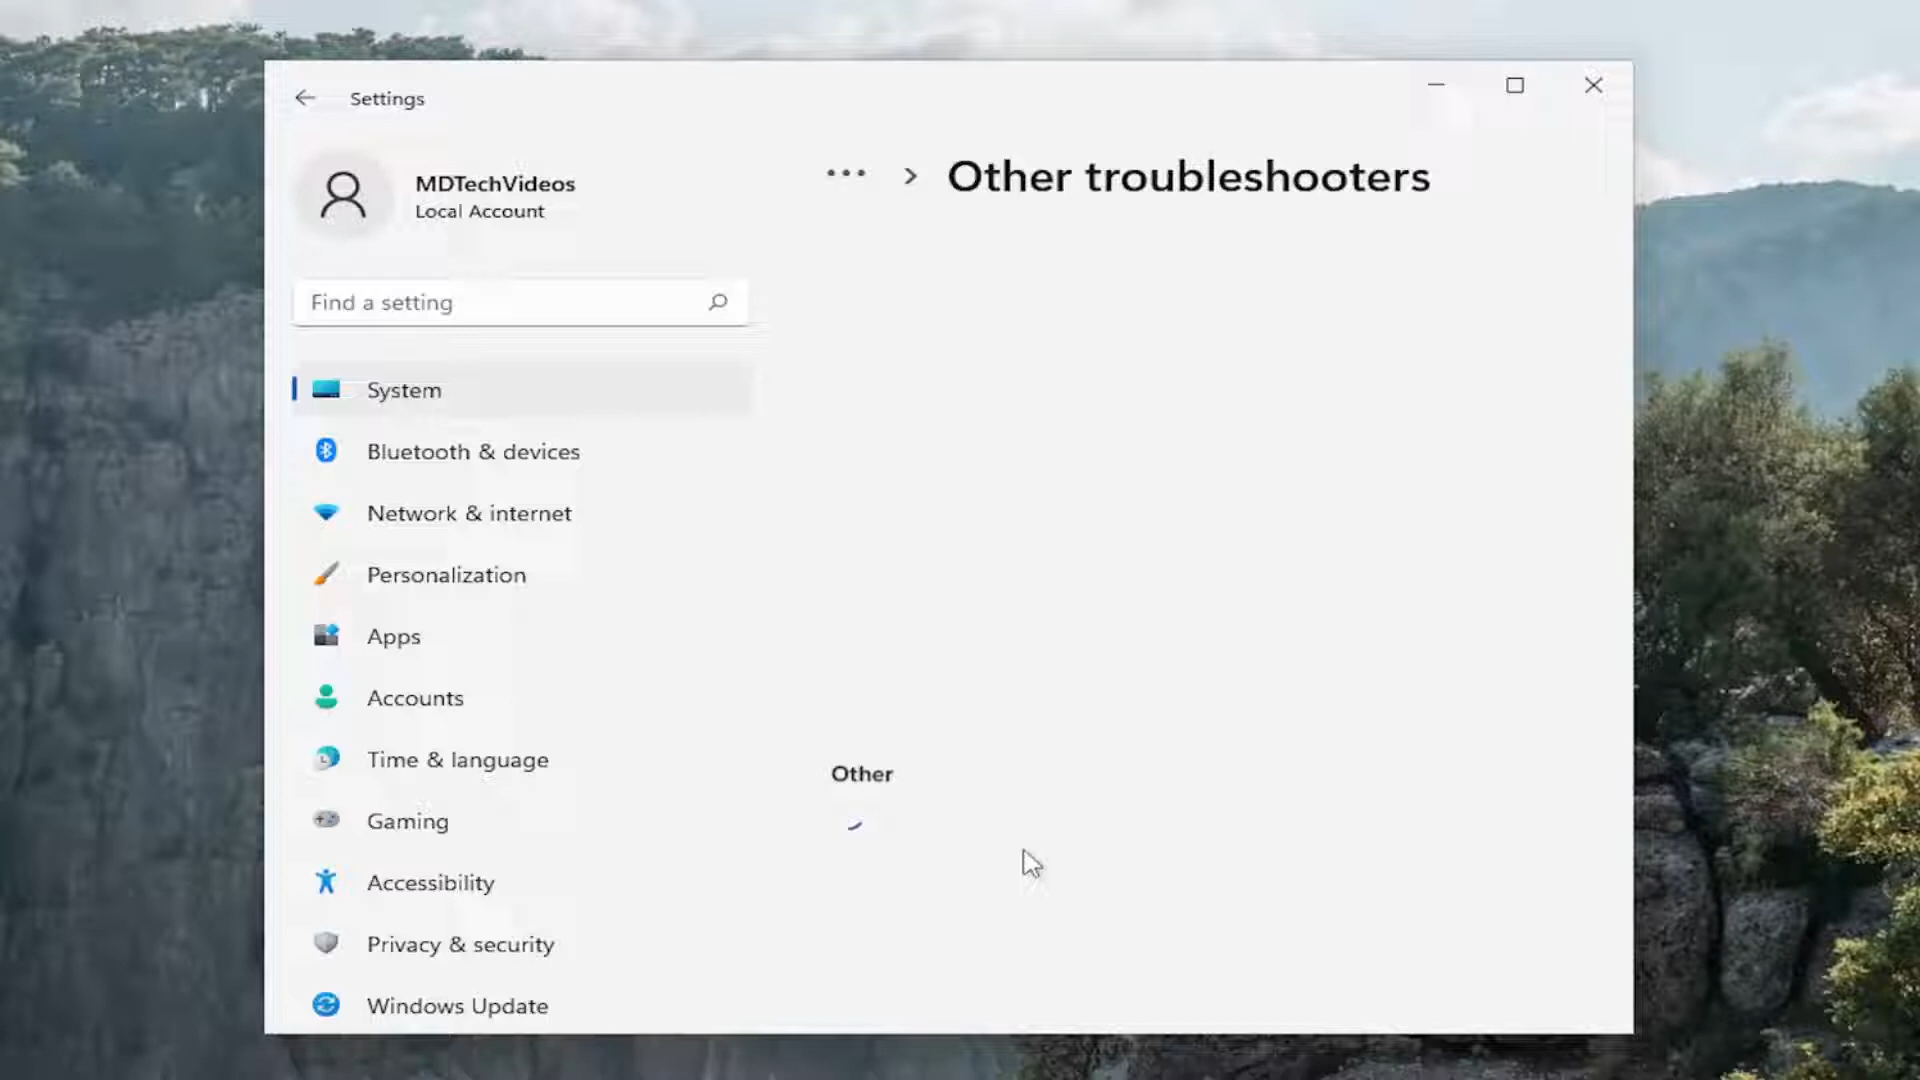 Settings
MDTechVideos
Local Account
Find a setting
System
Bluetooth & devices
Network & internet
Personalization
Apps
Accounts
Time & language
Gaming
Accessibility
Privacy & security
Windows Update
... > Other troubleshooters
Other